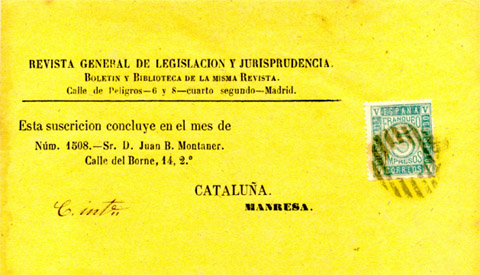 REVISTA GENERAL DE LEGISLACION Y JURISPRUDENCIA.
BOLETIN Y BIBLIOTECA DE LA MISMA REVISTA.
Calle de Peligros—6 y 8—cuarto segundo—Madrid.
Esta suscricion concluye en el mes de
Núm. 1508.—Sr. D. Juan B. Montaner.
Calle del Borne, 14, 2.º
CATALUÑA.
MANRESA.
ESPAÑA
FRANQUEO
5
IMPRESOS
CORREOS